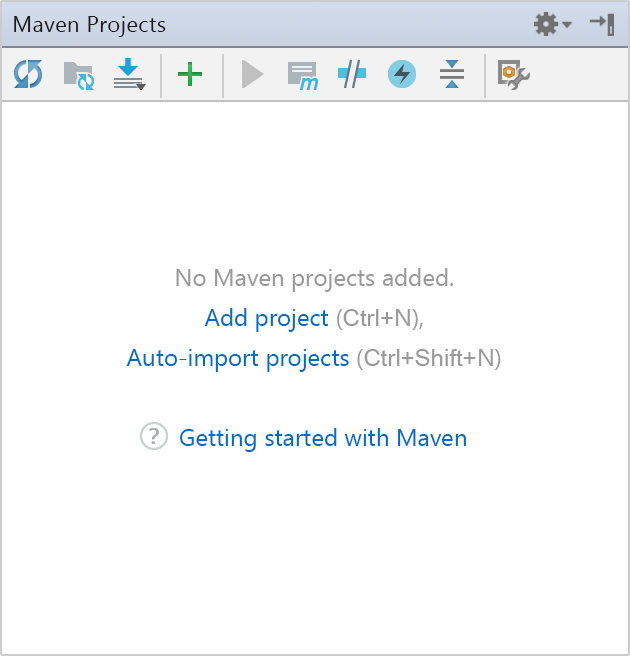 Maven Projects
m
No Maven projects added.
Add project (Ctrl+N),
Auto-import projects (Ctrl+Shift+N)
? Getting started with Maven